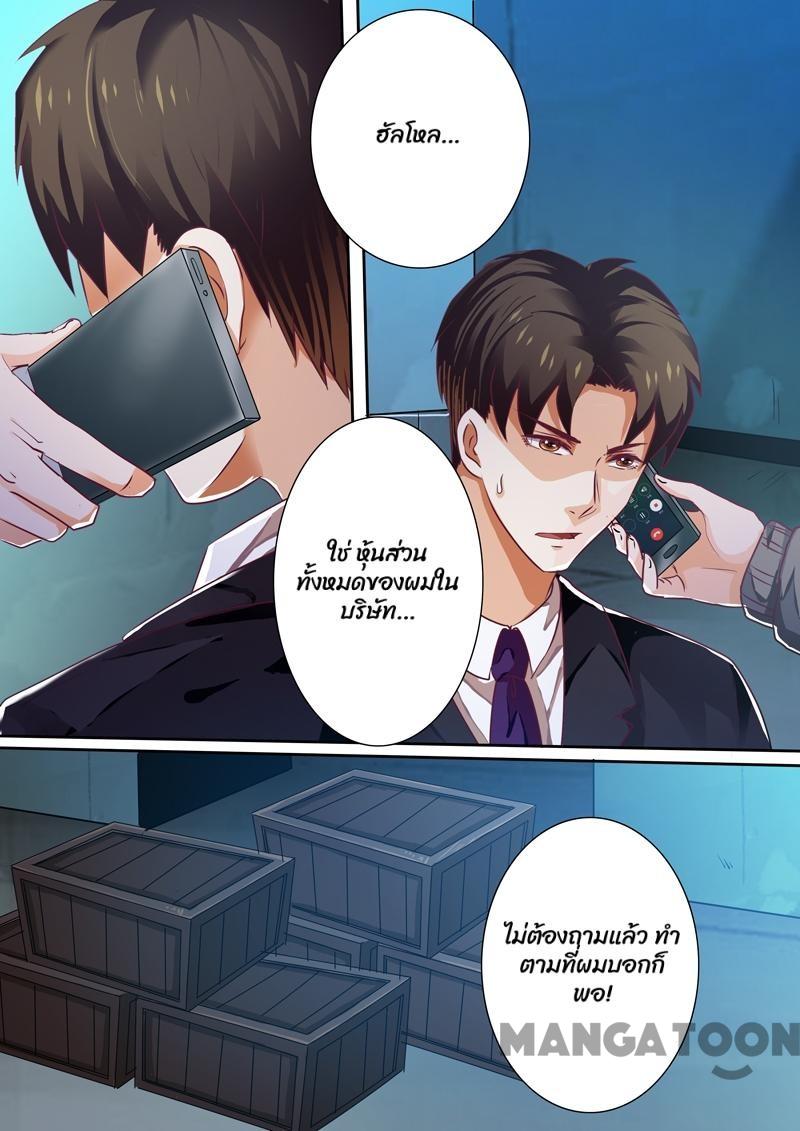 ฮัลโหล...
ใช่ หุ้นส่วน
ทั้งหมดของผมใน
บริษัท...
ไม่ต้องถามแล้ว ทำ
ตามที่ผมบอกก็
พอ!
MANGATOON